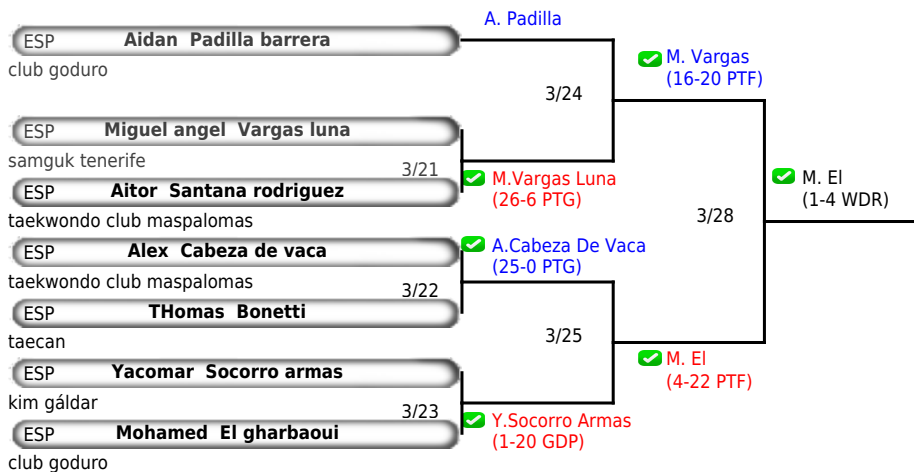 A. Padilla
ESP Aidan Padilla barrera
club goduro
M. Vargas
(16-20 PTF)
3/24
ESP Miguel angel Vargas luna
samguk tenerife
3/21
M.Vargas Luna
(26-6 PTG)
ESP Aitor Santana rodriguez
taekwondo club maspalomas
M. El
(1-4 WDR)
3/28
ESP Alex Cabeza de vaca
taekwondo club maspalomas
A.Cabeza De Vaca
(25-0 PTG)
3/22
ESP THomas Bonetti
taecan
3/25
M. El
(4-22 PTF)
ESP Yacomar Socorro armas
kim gáldar
3/23
Y.Socorro Armas
(1-20 GDP)
ESP Mohamed El gharbaoui
club goduro